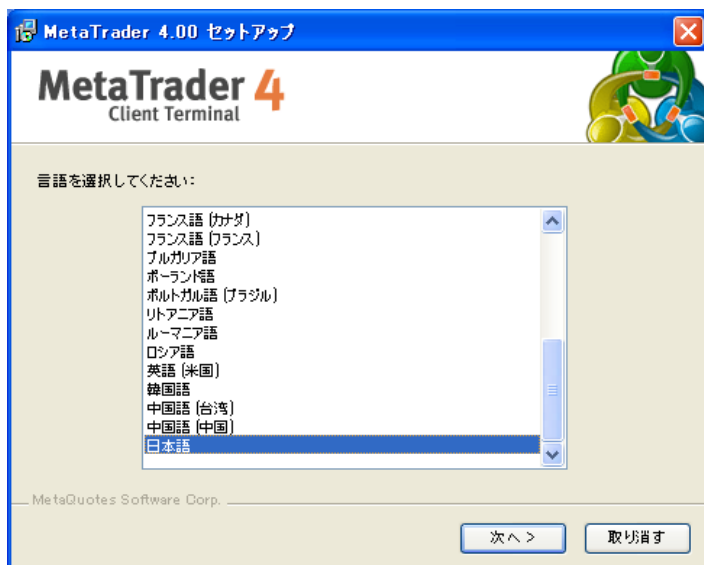 MetaTrader 4.00 セットアップ
MetaTrader 4
Client Terminal
言語を選択してください:
フランス語 (カナダ)
フランス語 (フランス)
ブルガリア語
ポーランド語
ポルトガル語 (ブラジル)
リトアニア語
ルーマニア語
ロシア語
英語 (米国)
韓国語
中国語 (台湾)
中国語 (中国)
日本語
MetaQuotes Software Corp.
次へ >
取り消す